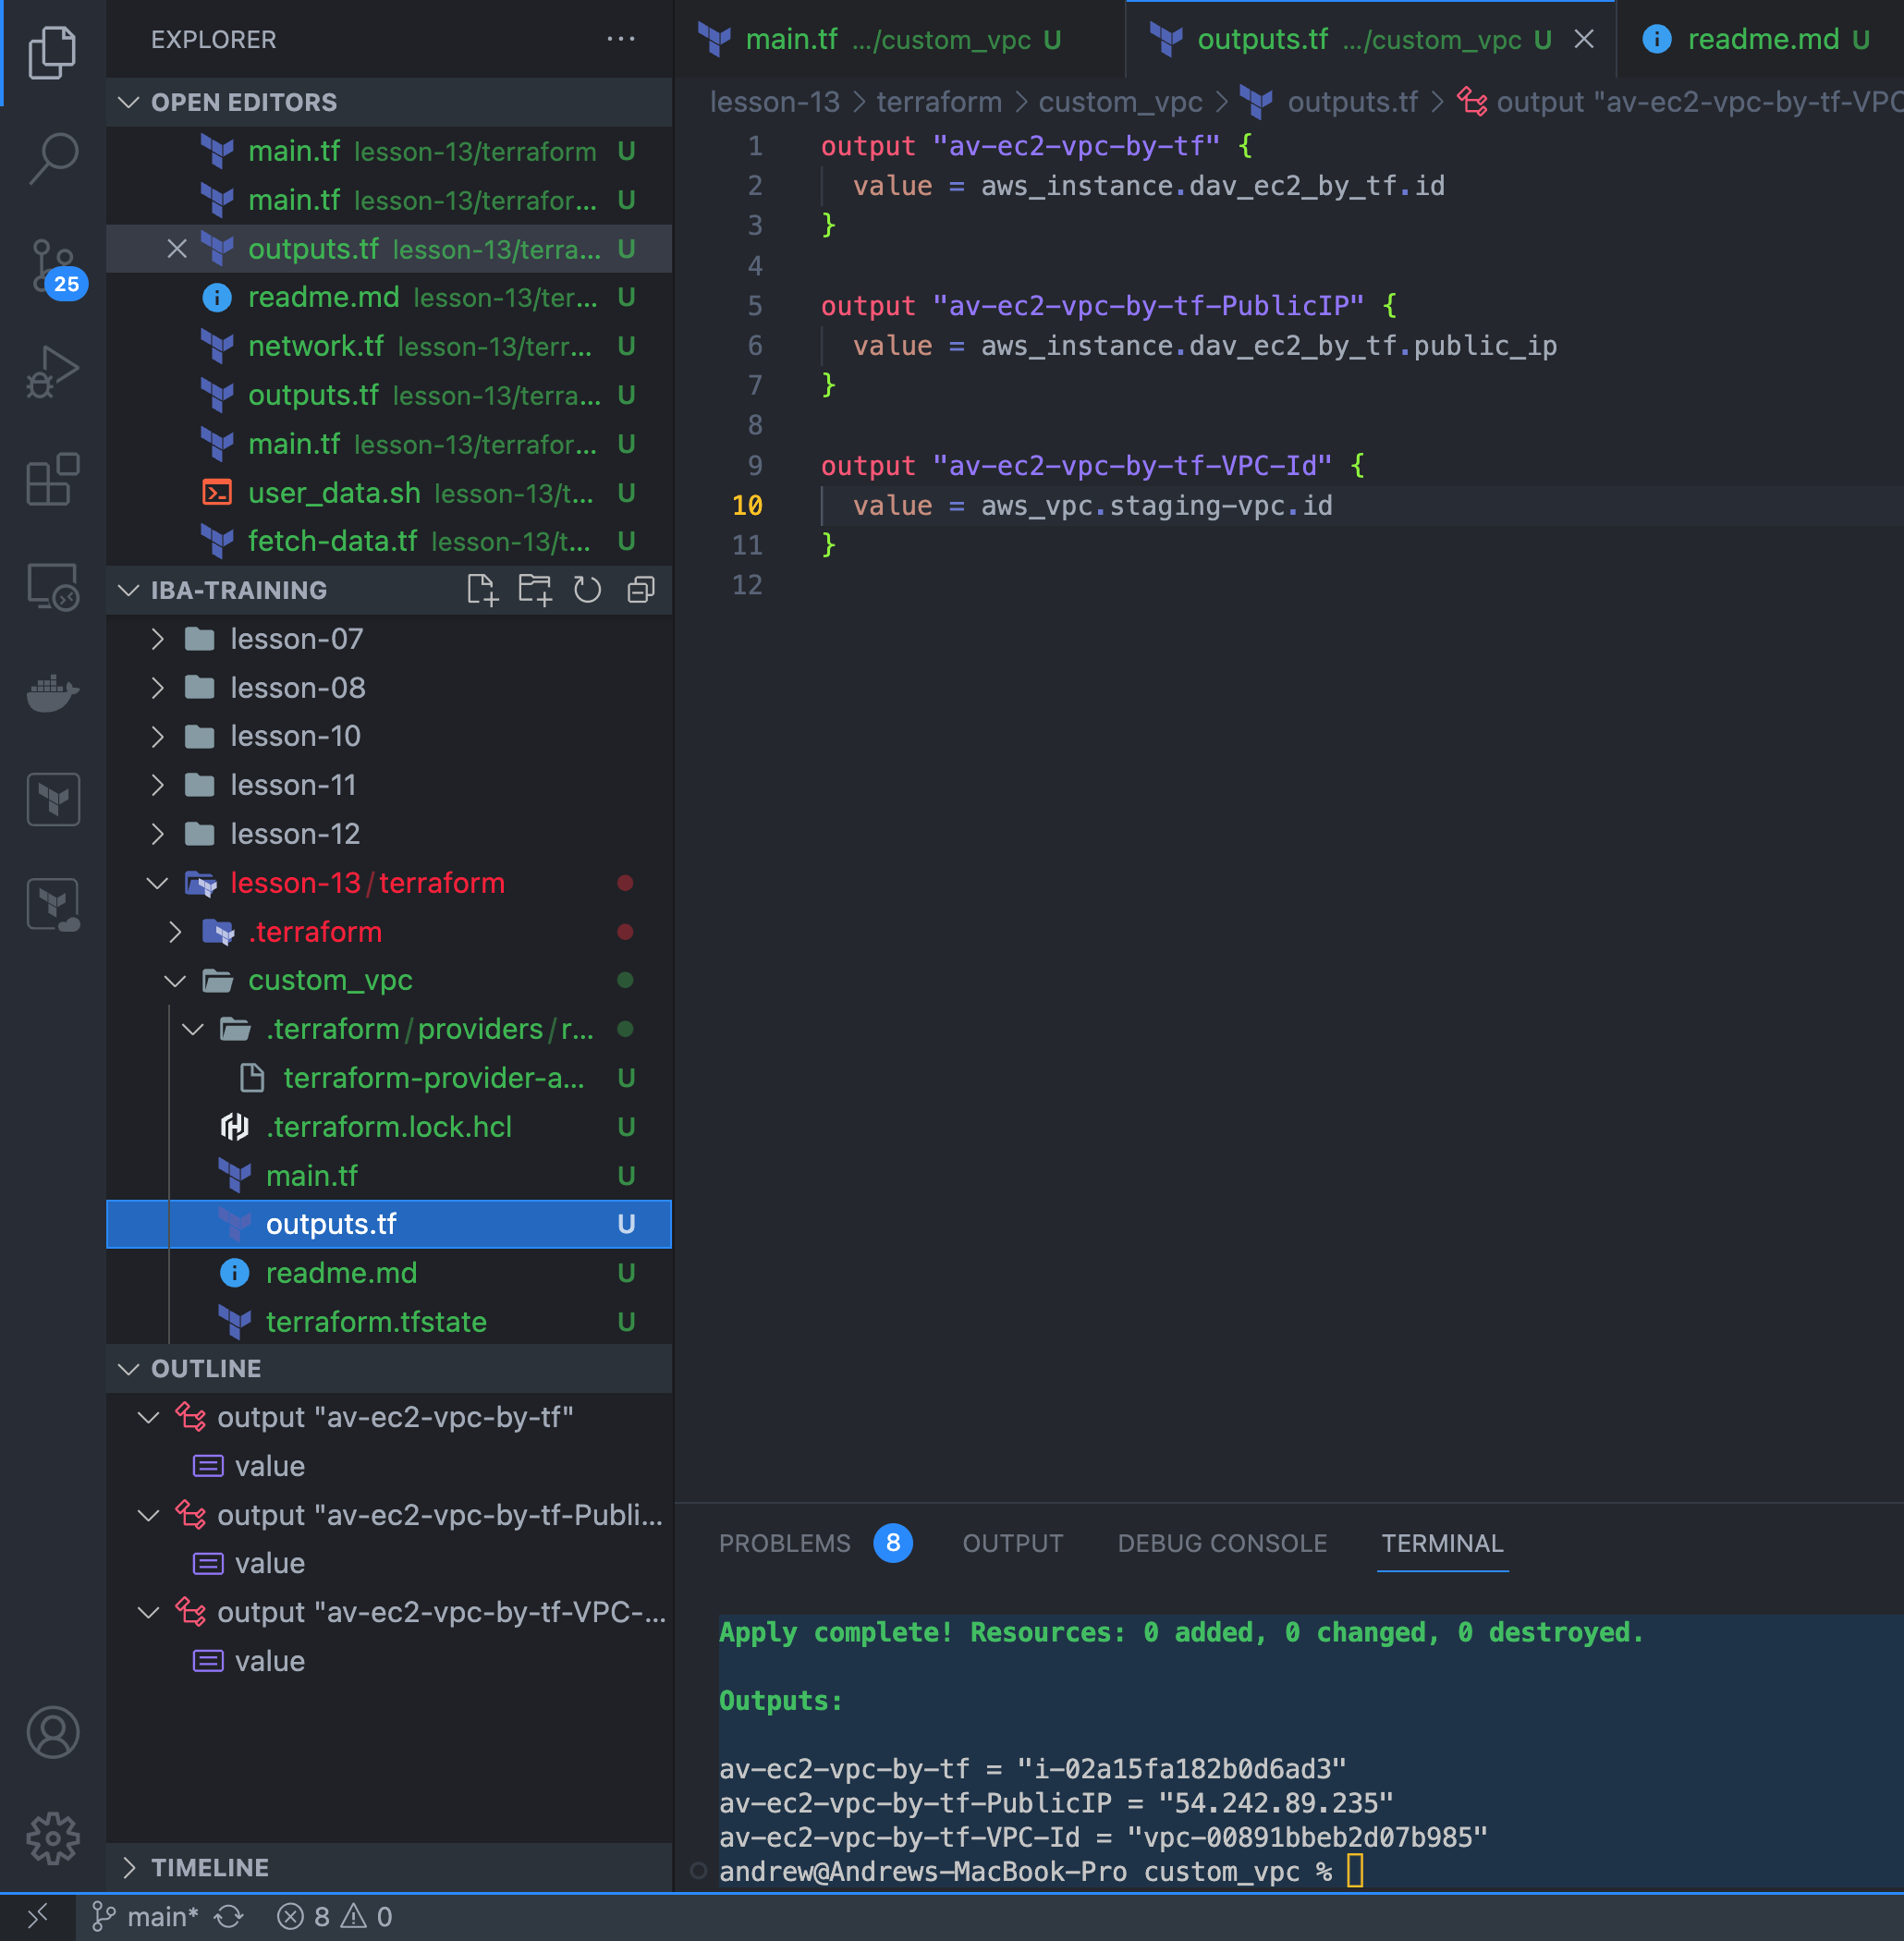 EXPLORER
OPEN EDITORS
main.tf lesson-13/terraform U
main.tf lesson-13/terrafor... U
outputs.tf lesson-13/terra... U
readme.md lesson-13/ter... U
network.tf lesson-13/terr... U
outputs.tf lesson-13/terra... U
main.tf lesson-13/terrafor... U
user_data.sh lesson-13/t... U
fetch-data.tf lesson-13/t... U
25
IBA-TRAINING
lesson-07
lesson-08
lesson-10
lesson-11
lesson-12
lesson-13/terraform
.terraform
custom_vpc
.terraform/providers/r...
terraform-provider-a... U
.terraform.lock.hcl U
main.tf U
outputs.tf U
readme.md U
terraform.tfstate U
OUTLINE
output "av-ec2-vpc-by-tf"
value
output "av-ec2-vpc-by-tf-Publi...
value
output "av-ec2-vpc-by-tf-VPC-...
value
TIMELINE
main.tf .../custom_vpc U
outputs.tf .../custom_vpc U
readme.md U
lesson-13 > terraform > custom_vpc > outputs.tf > output "av-ec2-vpc-by-tf-VPC
1 output "av-ec2-vpc-by-tf" {
2 value = aws_instance.dav_ec2_by_tf.id
3 }
4
5 output "av-ec2-vpc-by-tf-PublicIP" {
6 value = aws_instance.dav_ec2_by_tf.public_ip
7 }
8
9 output "av-ec2-vpc-by-tf-VPC-Id" {
10 value = aws_vpc.staging-vpc.id
11 }
12
PROBLEMS 8 OUTPUT DEBUG CONSOLE TERMINAL
Apply complete! Resources: 0 added, 0 changed, 0 destroyed.
Outputs:
av-ec2-vpc-by-tf = "i-02a15fa182b0d6ad3"
av-ec2-vpc-by-tf-PublicIP = "54.242.89.235"
av-ec2-vpc-by-tf-VPC-Id = "vpc-00891bbeb2d07b985"
andrew@Andrews-MacBook-Pro custom_vpc %
main* 8 0